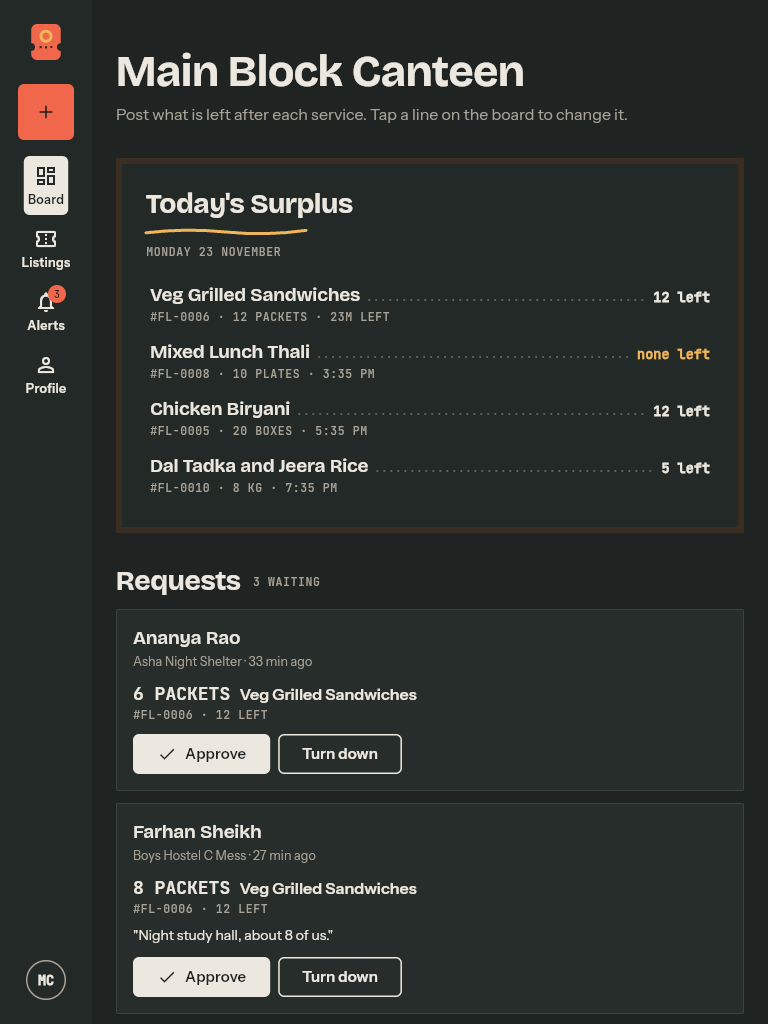 Main Block Canteen
Post what is left after each service. Tap a line on the board to change it.
Board
Listings
3
Alerts
Profile
MC
Today's Surplus
MONDAY 23 NOVEMBER
Veg Grilled Sandwiches 12 left
#FL-0006 · 12 PACKETS · 23M LEFT
Mixed Lunch Thali none left
#FL-0008 · 10 PLATES · 3:35 PM
Chicken Biryani 12 left
#FL-0005 · 20 BOXES · 5:35 PM
Dal Tadka and Jeera Rice 5 left
#FL-0010 · 8 KG · 7:35 PM
Requests 3 WAITING
Ananya Rao
Asha Night Shelter · 33 min ago
6 PACKETS Veg Grilled Sandwiches
#FL-0006 · 12 LEFT
Approve Turn down
Farhan Sheikh
Boys Hostel C Mess · 27 min ago
8 PACKETS Veg Grilled Sandwiches
#FL-0006 · 12 LEFT
"Night study hall, about 8 of us."
Approve Turn down